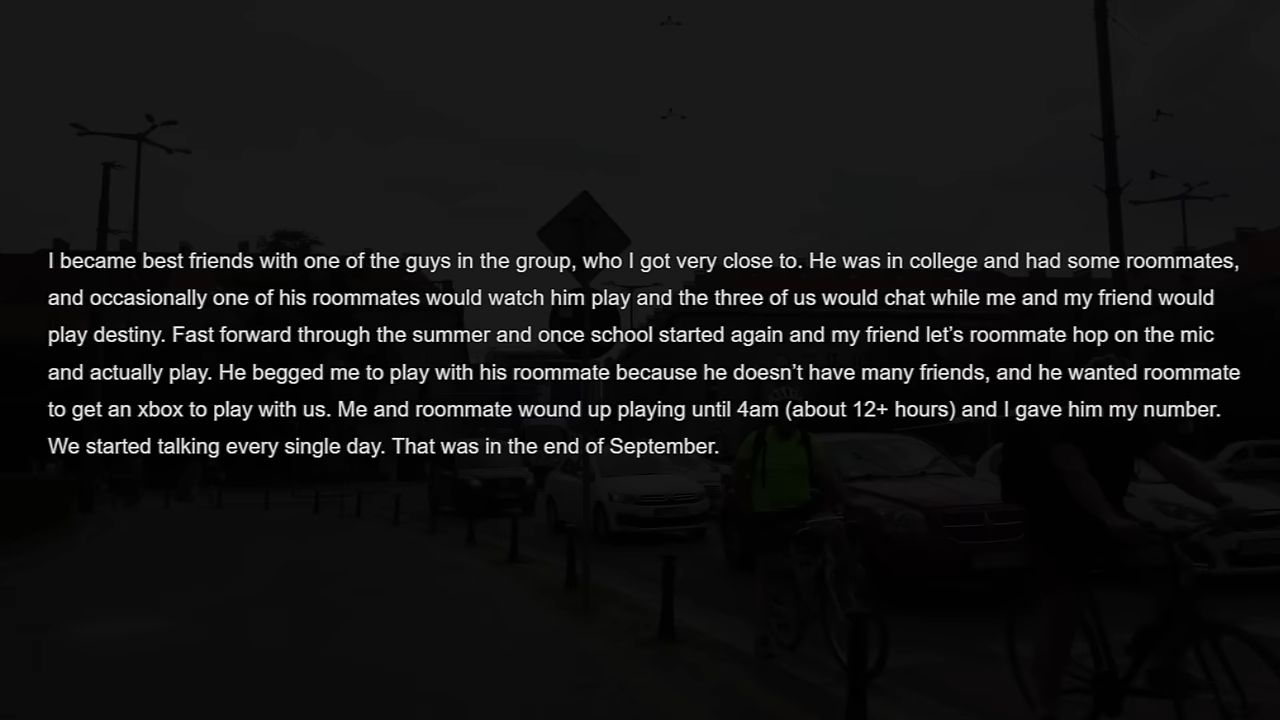 I became best friends with one of the guys in the group, who I got very close to. He was in college and had some roommates,
and occasionally one of his roommates would watch him play and the three of us would chat while me and my friend would
play destiny. Fast forward through the summer and once school started again and my friend let’s roommate hop on the mic
and actually play. He begged me to play with his roommate because he doesn’t have many friends, and he wanted roommate
to get an xbox to play with us. Me and roommate wound up playing until 4am (about 12+ hours) and I gave him my number.
We started talking every single day. That was in the end of September.